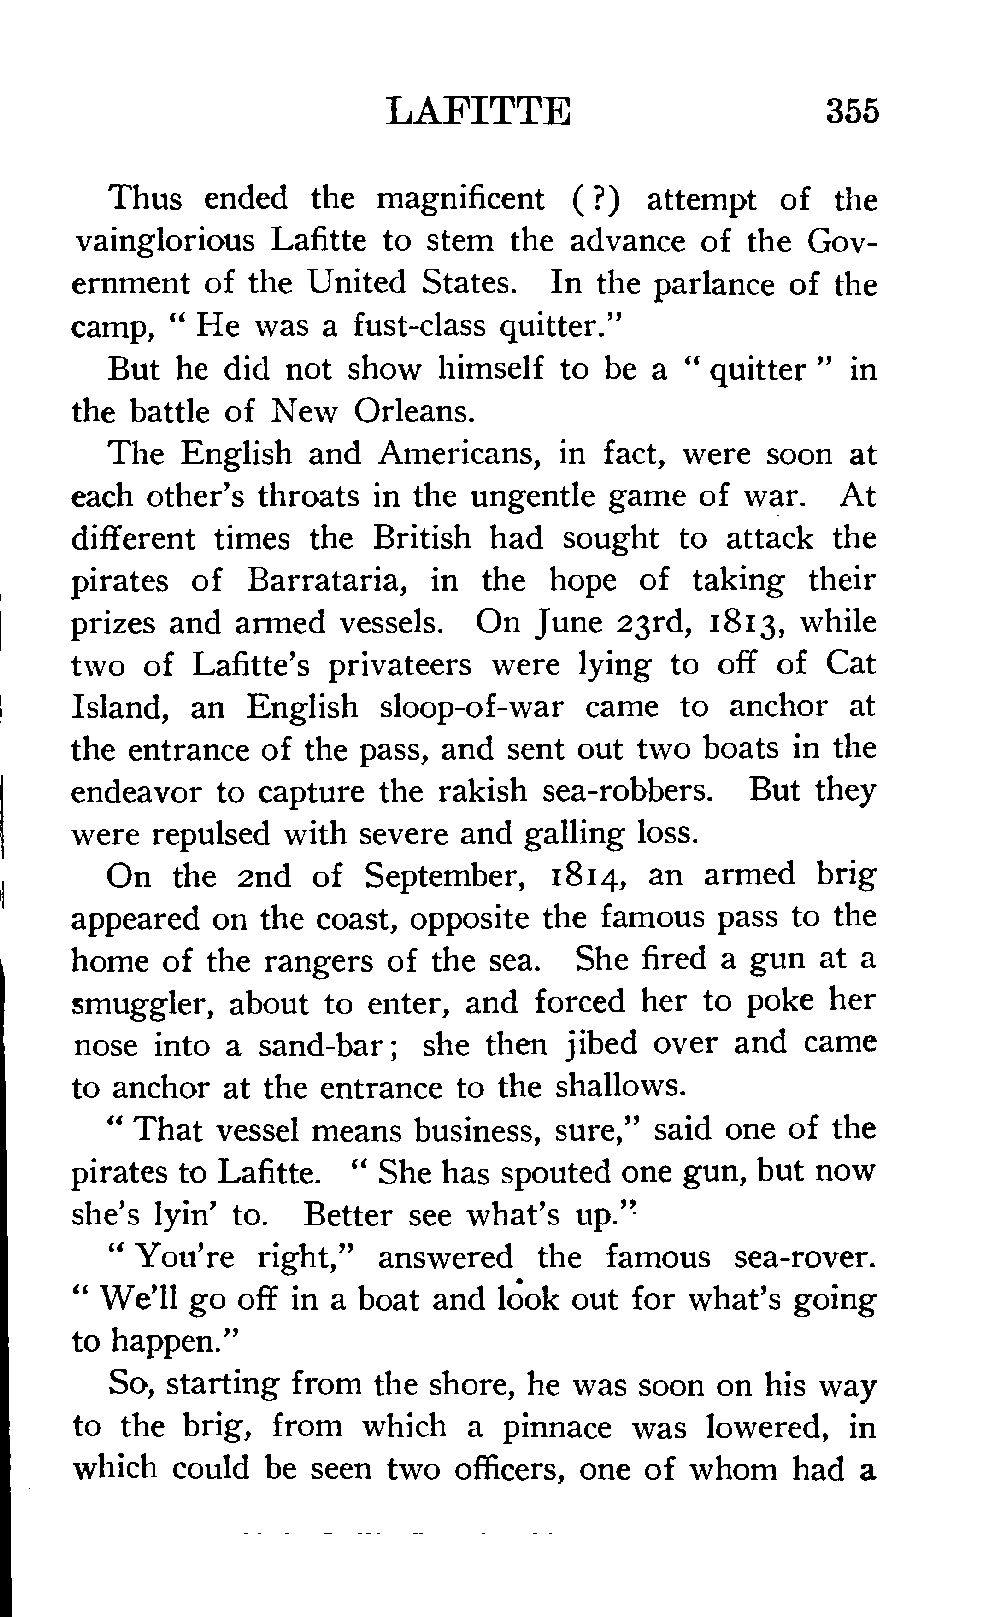 LAFITTE 355
Thus ended the magnificent (?) attempt of the
vainglorious Lafitte to stem the advance of the Gov-
ernment of the United States. In the parlance of the
camp, “ He was a fust-class quitter.”
But he did not show himself to be a “ quitter ” in
the battle of New Orleans.
The English and Americans, in fact, were soon at
each other’s throats in the ungentle game of war. At
different times the British had sought to attack the
pirates of Barrataria, in the hope of taking their
prizes and armed vessels. On June 23rd, 1813, while
two of Lafitte’s privateers were lying to off of Cat
Island, an English sloop-of-war came to anchor at
the entrance of the pass, and sent out two boats in the
endeavor to capture the rakish sea-robbers. But they
were repulsed with severe and galling loss.
On the 2nd of September, 1814, an armed brig
appeared on the coast, opposite the famous pass to the
home of the rangers of the sea. She fired a gun at a
smuggler, about to enter, and forced her to poke her
nose into a sand-bar; she then jibed over and came
to anchor at the entrance to the shallows.
“ That vessel means business, sure,” said one of the
pirates to Lafitte. “ She has spouted one gun, but now
she’s lyin’ to. Better see what’s up.”
“ You’re right,” answered the famous sea-rover.
“ We’ll go off in a boat and look out for what’s going
to happen.”
So, starting from the shore, he was soon on his way
to the brig, from which a pinnace was lowered, in
which could be seen two officers, one of whom had a